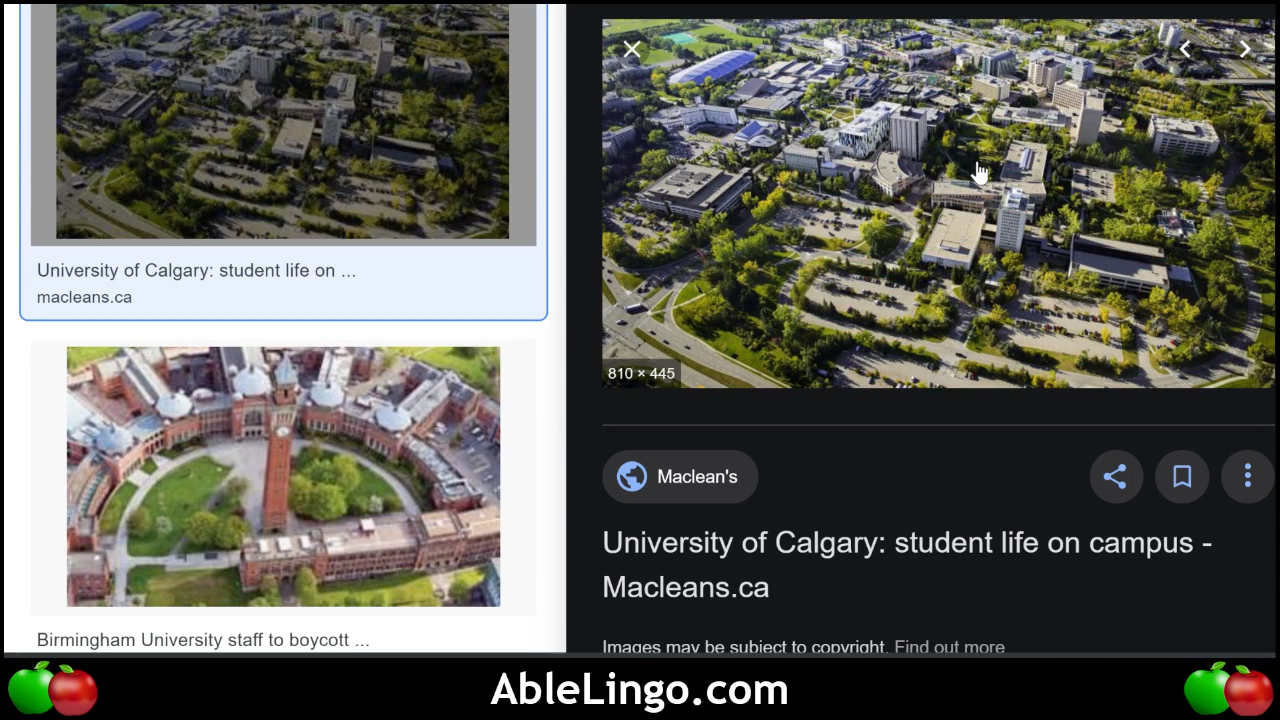 University of Calgary: student life on ...
macleans.ca
Birmingham University staff to boycott ...
810 × 445
Maclean's
University of Calgary: student life on campus -
Macleans.ca
Images may be subject to copyright. Find out more
AbleLingo.com